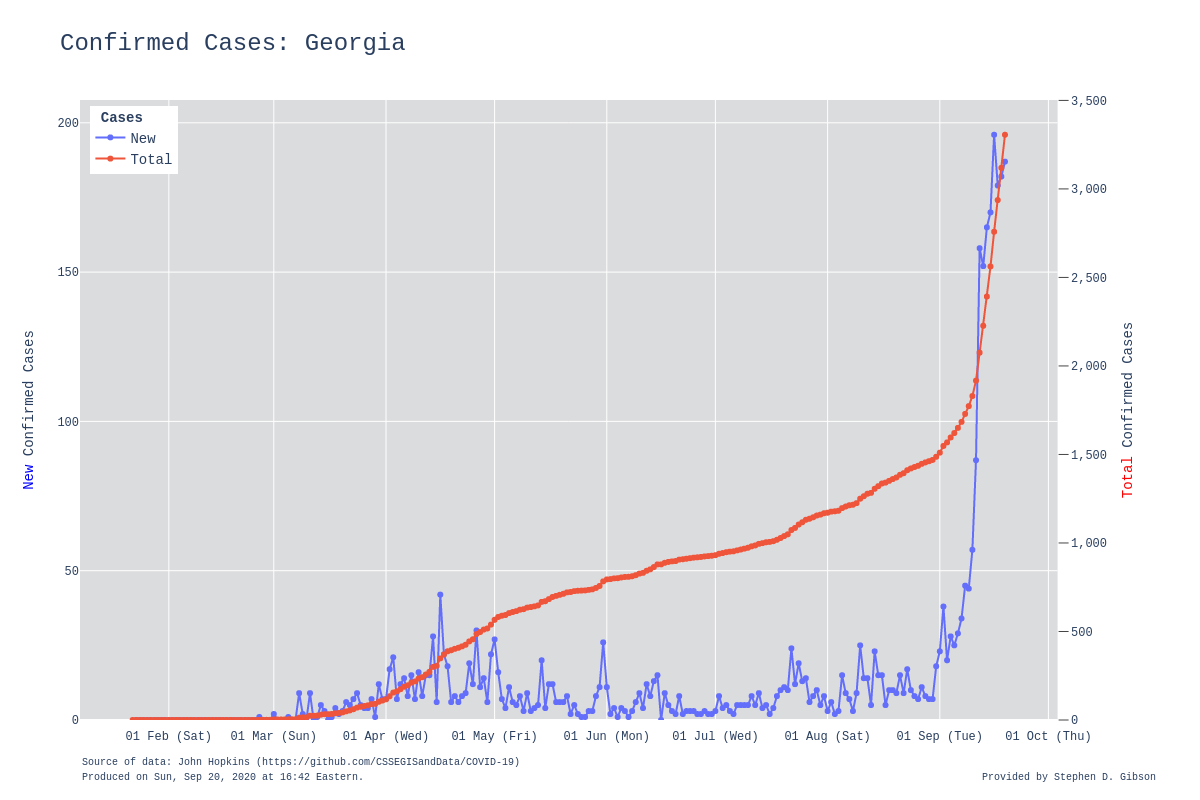 Confirmed Cases: Georgia
Cases
New
Total
200
150
100
50
0
New Confirmed Cases
3,500
3,000
2,500
2,000
1,500
1,000
500
0
Total Confirmed Cases
01 Feb (Sat)
01 Mar (Sun)
01 Apr (Wed)
01 May (Fri)
01 Jun (Mon)
01 Jul (Wed)
01 Aug (Sat)
01 Sep (Tue)
01 Oct (Thu)
Source of data: John Hopkins (https://github.com/CSSEGISandData/COVID-19)
Produced on Sun, Sep 20, 2020 at 16:42 Eastern.
Provided by Stephen D. Gibson